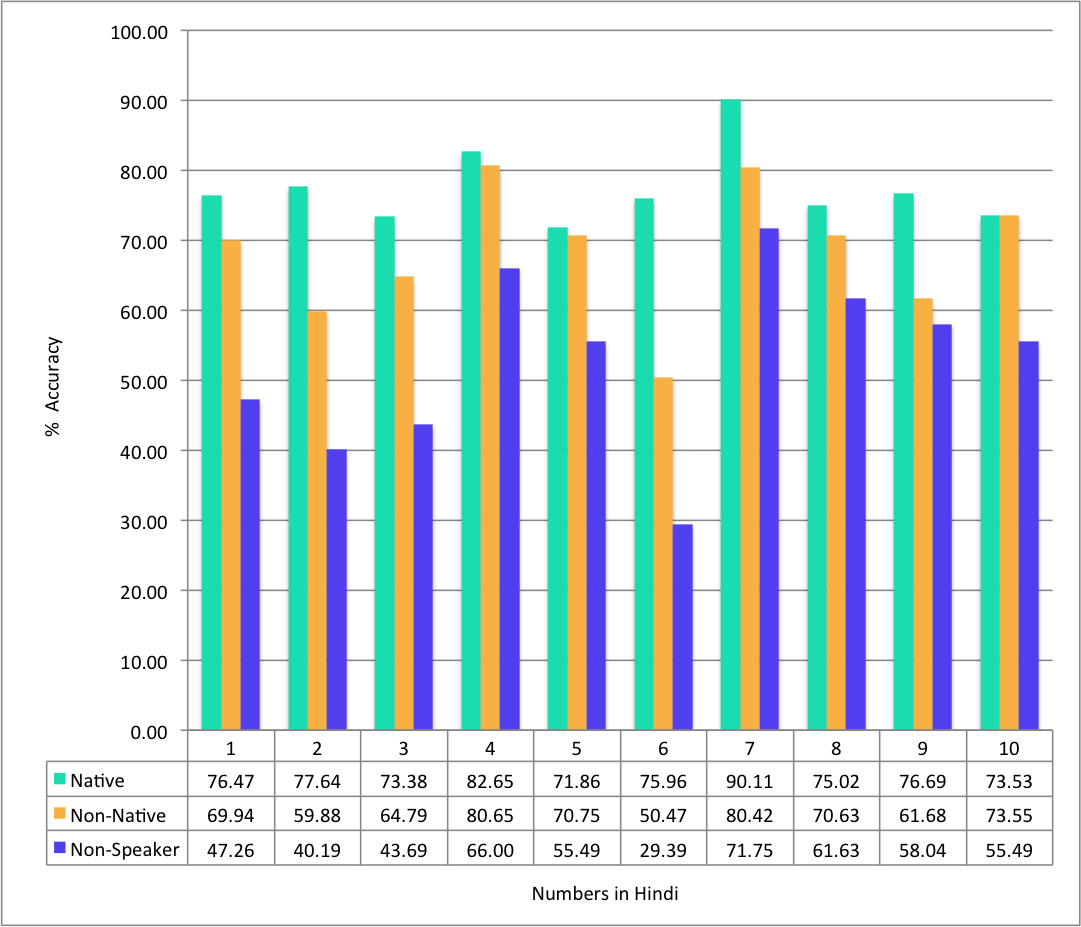 100.00
90.00
80.00
70.00
60.00
50.00
40.00
30.00
20.00
10.00
0.00
% Accuracy
1 2 3 4 5 6 7 8 9 10
Native 76.47 77.64 73.38 82.65 71.86 75.96 90.11 75.02 76.69 73.53
Non-Native 69.94 59.88 64.79 80.65 70.75 50.47 80.42 70.63 61.68 73.55
Non-Speaker 47.26 40.19 43.69 66.00 55.49 29.39 71.75 61.63 58.04 55.49
Numbers in Hindi